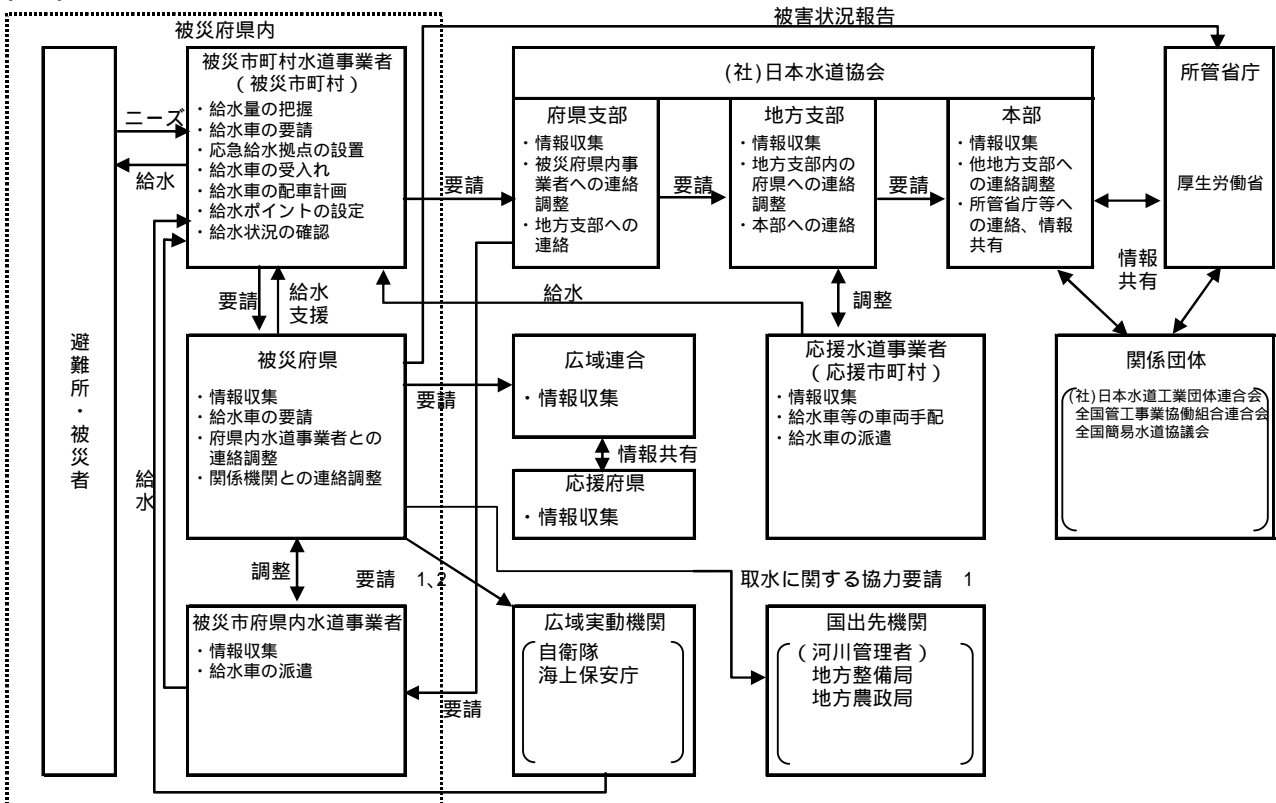 被災府県内
被害状況報告
避難所・被災者
ニーズ
給水
被災市町村水道事業者
（被災市町村）
・給水量の把握
・給水車の要請
・応急給水拠点の設置
・給水車の受入れ
・給水車の配車計画
・給水ポイントの設定
・給水状況の確認
要請
(社)日本水道協会
府県支部
・情報収集
・被災府県内事
業者への連絡
調整
・地方支部への
連絡
要請
地方支部
・情報収集
・地方支部内の
府県への連絡
調整
・本部への連絡
要請
本部
・情報収集
・他地方支部へ
の連絡調整
・所管省庁等へ
の連絡、情報
共有
所管省庁
厚生労働省
情報
共有
要請
給水
支援
給水
調整
被災府県
・情報収集
・給水車の要請
・府県内水道事業者との
連絡調整
・関係機関との連絡調整
要請
広域連合
・情報収集
情報共有
応援府県
・情報収集
応援水道事業者
（応援市町村）
・情報収集
・給水車等の車両手配
・給水車の派遣
関係団体
(社)日本水道工業団体連合会
全国管工事業協働組合連合会
全国簡易水道協議会
給水
調整
要請 1、2
取水に関する協力要請 1
被災市府県内水道事業者
・情報収集
・給水車の派遣
要請
広域実動機関
自衛隊
海上保安庁
国出先機関
（河川管理者）
地方整備局
地方農政局